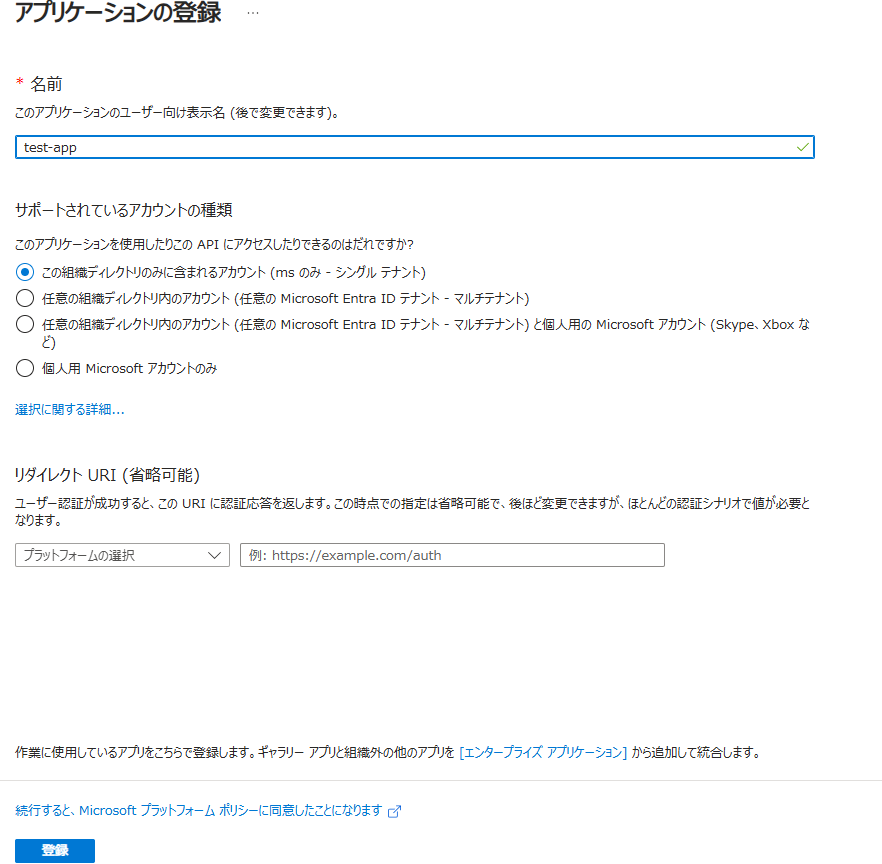 アプリケーションの登録 …
* 名前
このアプリケーションのユーザー向け表示名 (後で変更できます)。
test-app
サポートされているアカウントの種類
このアプリケーションを使用したりこの API にアクセスしたりできるのはだれですか?
この組織ディレクトリのみに含まれるアカウント (ms のみ - シングル テナント)
任意の組織ディレクトリ内のアカウント (任意の Microsoft Entra ID テナント - マルチテナント)
任意の組織ディレクトリ内のアカウント (任意の Microsoft Entra ID テナント - マルチテナント) と個人用の Microsoft アカウント (Skype、Xbox な
ど)
個人用 Microsoft アカウントのみ
選択に関する詳細...
リダイレクト URI (省略可能)
ユーザー認証が成功すると、この URI に認証応答を返します。この時点での指定は省略可能で、後ほど変更できますが、ほとんどの認証シナリオで値が必要と
なります。
プラットフォームの選択 例: https://example.com/auth
作業に使用しているアプリをこちらで登録します。ギャラリー アプリと組織外の他のアプリを [エンタープライズ アプリケーション] から追加して統合します。
続行すると、Microsoft プラットフォーム ポリシーに同意したことになります
登録